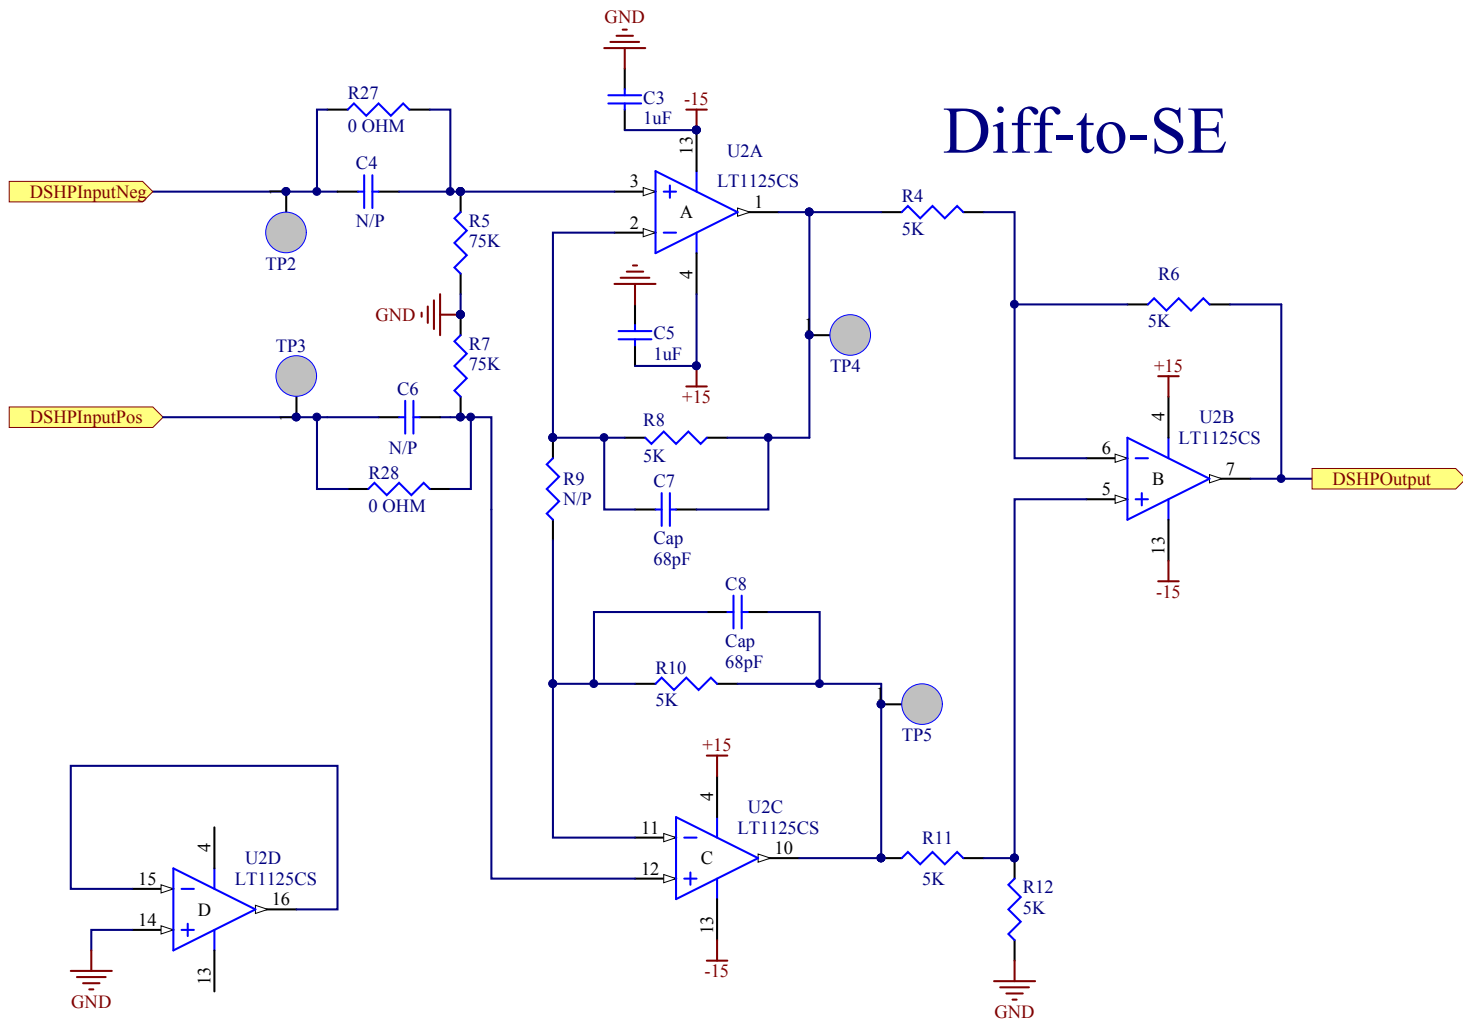 GND
C3
1uF
-15
Diff-to-SE
R27
0 OHM
C4
N/P
DSHPInputNeg
TP2
R5
75K
GND
R7
75K
13
U2A
LT1125CS
3
2
A
1
4
GND
C5
1uF
+15
1
TP4
R4
5K
R6
5K
TP3
DSHPInputPos
C6
N/P
R28
0 OHM
R8
5K
C7
Cap
68pF
R9
N/P
+15
4
U2B
LT1125CS
6
5
B
7
13
-15
DSHPOutput
C8
Cap
68pF
R10
5K
1
TP5
+15
4
U2C
LT1125CS
11
12
C
10
13
-15
R11
5K
R12
5K
GND
4
U2D
LT1125CS
15
14
D
16
13
GND